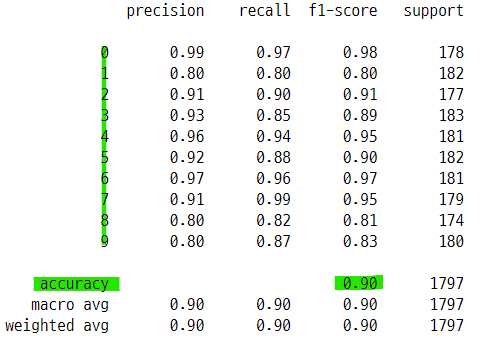 precision recall f1-score support
0 0.99 0.97 0.98 178
1 0.80 0.80 0.80 182
2 0.91 0.90 0.91 177
3 0.93 0.85 0.89 183
4 0.96 0.94 0.95 181
5 0.92 0.88 0.90 182
6 0.97 0.96 0.97 181
7 0.91 0.99 0.95 179
8 0.80 0.82 0.81 174
9 0.80 0.87 0.83 180
accuracy 0.90 1797
macro avg 0.90 0.90 0.90 1797
weighted avg 0.90 0.90 0.90 1797